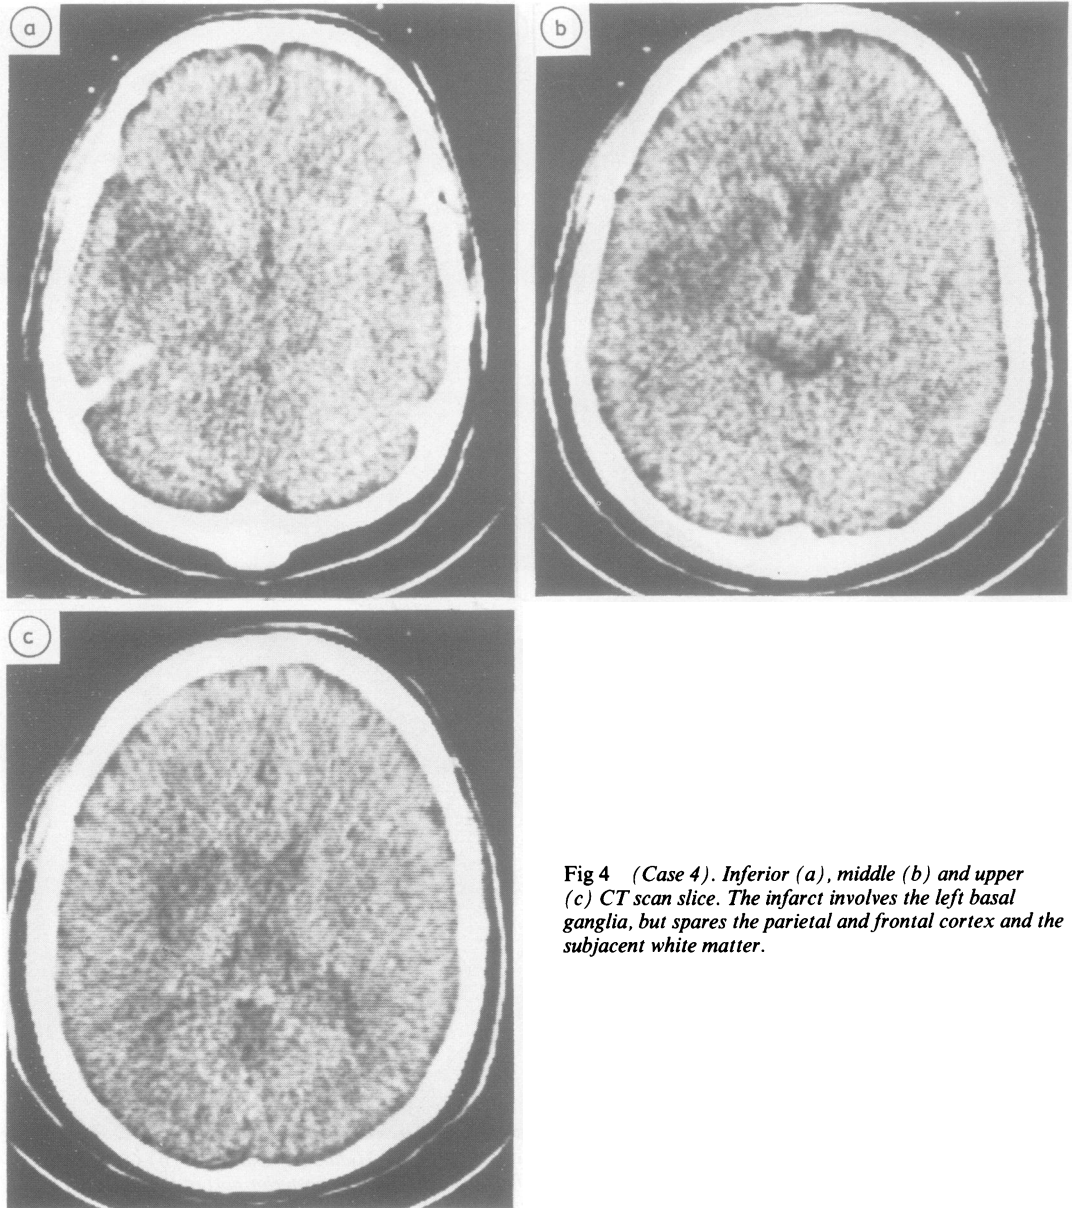 a
b
c
Fig 4 (Case 4). Inferior (a), middle (b) and upper
(c) CT scan slice. The infarct involves the left basal
ganglia, but spares the parietal and frontal cortex and the
subjacent white matter.